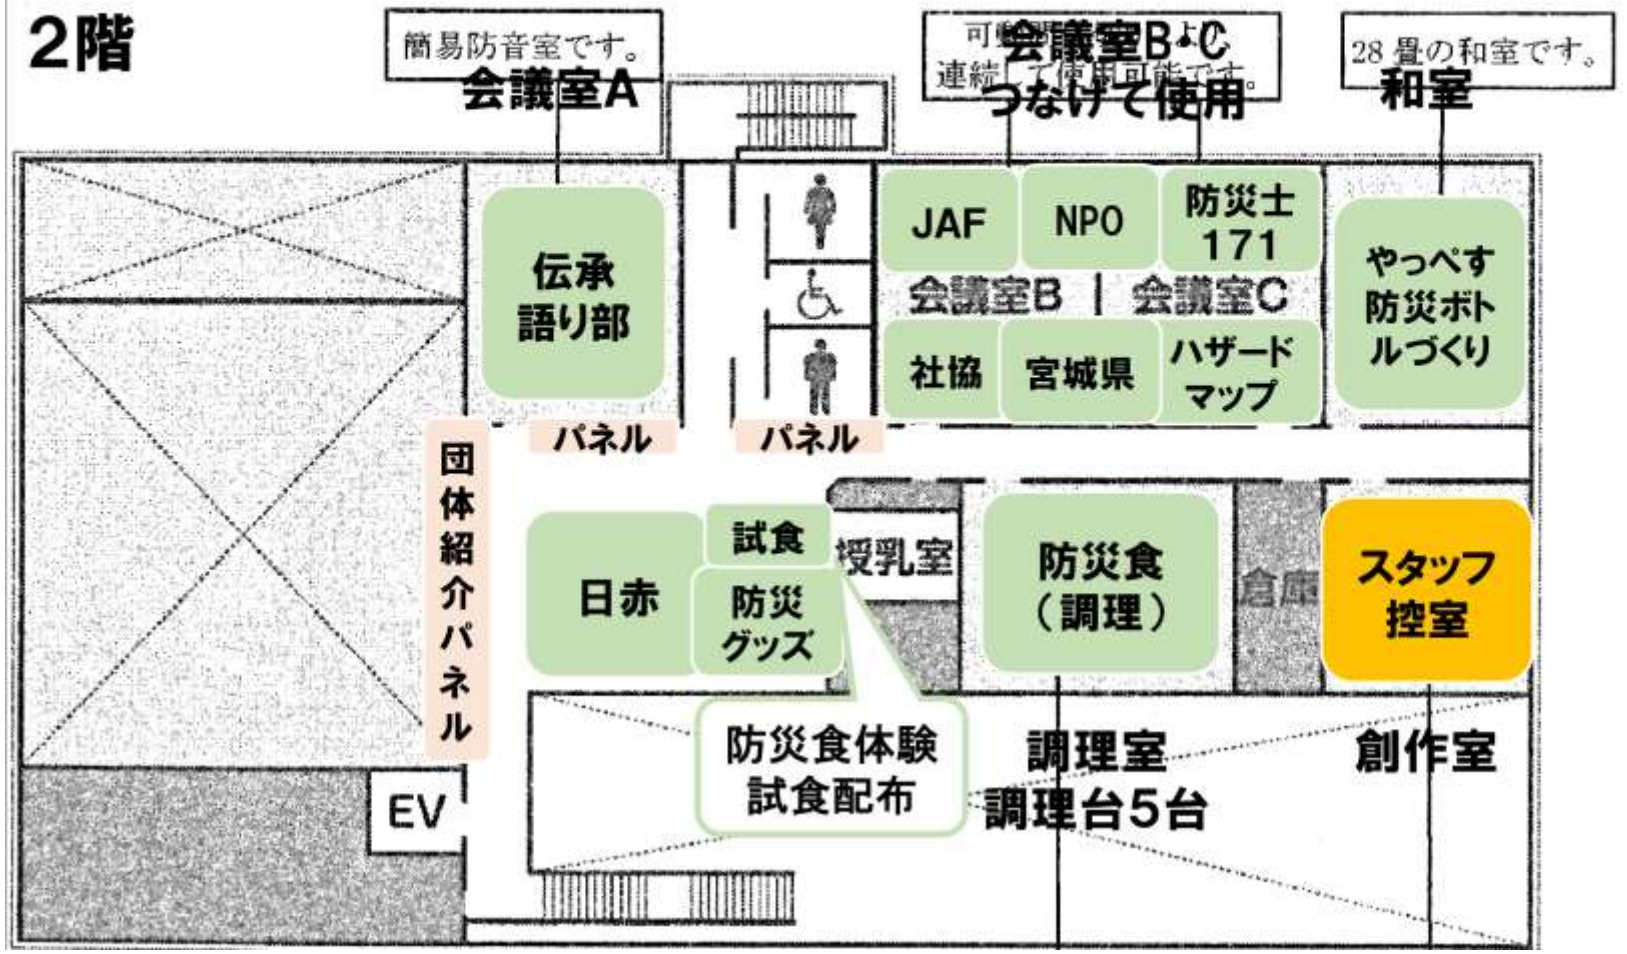 2階
簡易防音室です。
会議室A
会議室B・C
つなげて使用
28畳の和室です。
和室
伝承
語り部
JAF
NPO
防災士
171
会議室B
会議室C
社協
宮城県
ハザード
マップ
やっぺす
防災ボト
ルづくり
パネル
パネル
団体紹介パネル
日赤
試食
防災
グッズ
授乳室
防災食
(調理)
倉庫
スタッフ
控室
防災食体験
試食配布
調理室
調理台5台
創作室
EV